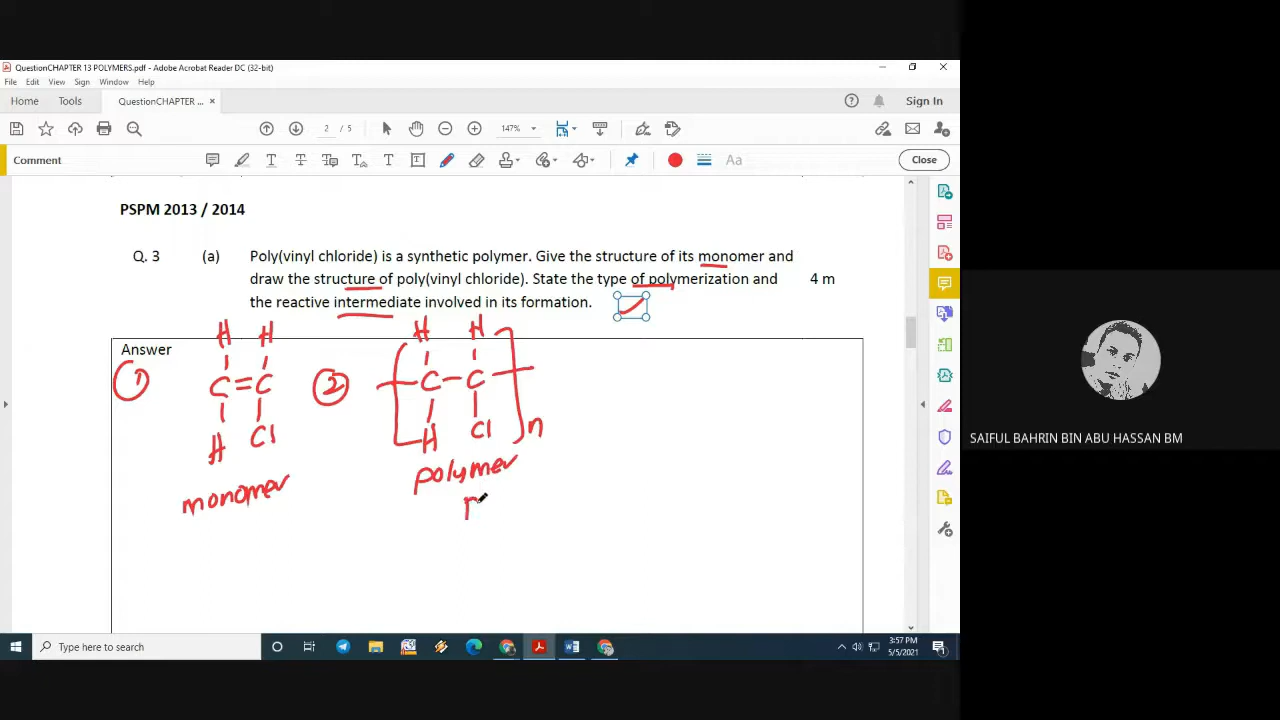 QuestionCHAPTER 13 POLYMERS.pdf - Adobe Acrobat Reader DC (32-bit)
File Edit View Sign Window Help
Home Tools QuestionCHAPTER ... × Sign In
2 / 5 147%
Comment Aa Close
PSPM 2013 / 2014
Q. 3 (a) Poly(vinyl chloride) is a synthetic polymer. Give the structure of its monomer and
draw the structure of poly(vinyl chloride). State the type of polymerization and 4 m
the reactive intermediate involved in its formation.
Answer
H H H H
① C=C ② C-C
H Cl H Cl n
monomer polymer
SAIFUL BAHRIN BIN ABU HASSAN BM
Type here to search
3:57 PM
5/5/2021